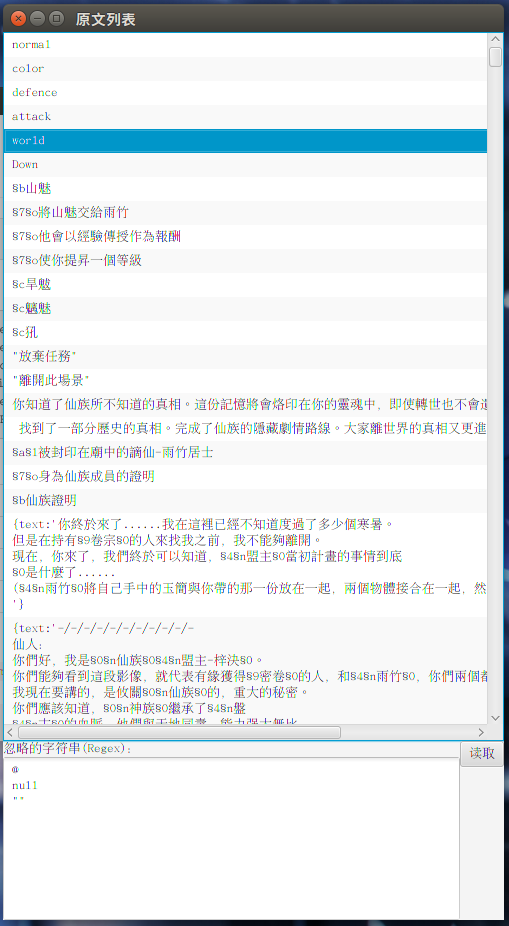 原文列表
normal
color
defence
attack
world
Down
§b山魅
§7§o將山魅交給雨竹
§7§o他會以經驗傳授作為報酬
§7§o使你提昇一個等級
§c旱魃
§c魑魅
§c犼
"放棄任務"
"離開此場景"
你知道了仙族所不知道的真相。這份記憶將會烙印在你的靈魂中，即使轉世也不會
找到了一部分歷史的真相。完成了仙族的隱藏劇情路線。大家離世界的真相又更進
§a§1被封印在廟中的謫仙-雨竹居士
§7§o身為仙族成員的證明
§b仙族證明
{text:'你終於來了......我在這裡已經不知道度過了多少個寒暑。
但是在持有§9卷宗§0的人來找我之前，我不能夠離開。
現在，你來了，我們終於可以知道，§4§n盟主§0當初計畫的事情到底
§0是什麼了......
(§4§n雨竹§0將自己手中的玉簡與你帶的那一份放在一起，兩個物體接合在一起，然
'}
{text:'-/-/-/-/-/-/-/-/-/-/-
仙人：
你們好，我是§0§n仙族§0§4§n盟主-梓決§0。
你們能夠看到這段影像，就代表有緣獲得§9密卷§0的人，和§4§n雨竹§0，你們兩個都
我現在要講的，是攸關§0§n仙族§0的，重大的秘密。
你們應該知道，§0§n神族§0繼承了§4§n盤
忽略的字符串(Regex)：
读取
@
null
""